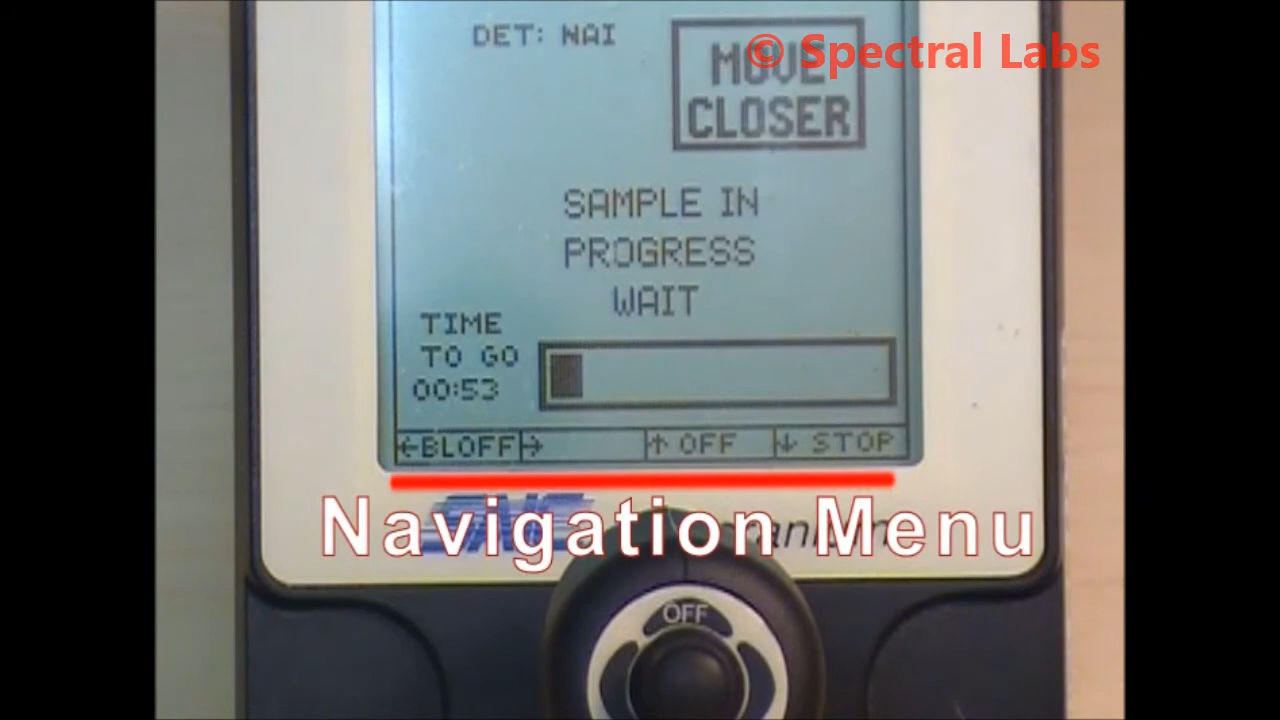 DET: NAI
MOVE
CLOSER
© Spectral Labs
SAMPLE IN
PROGRESS
WAIT
TIME
TO GO
00:53
←BLOFF→ ↑ OFF ↓ STOP
Navigation Menu
OFF